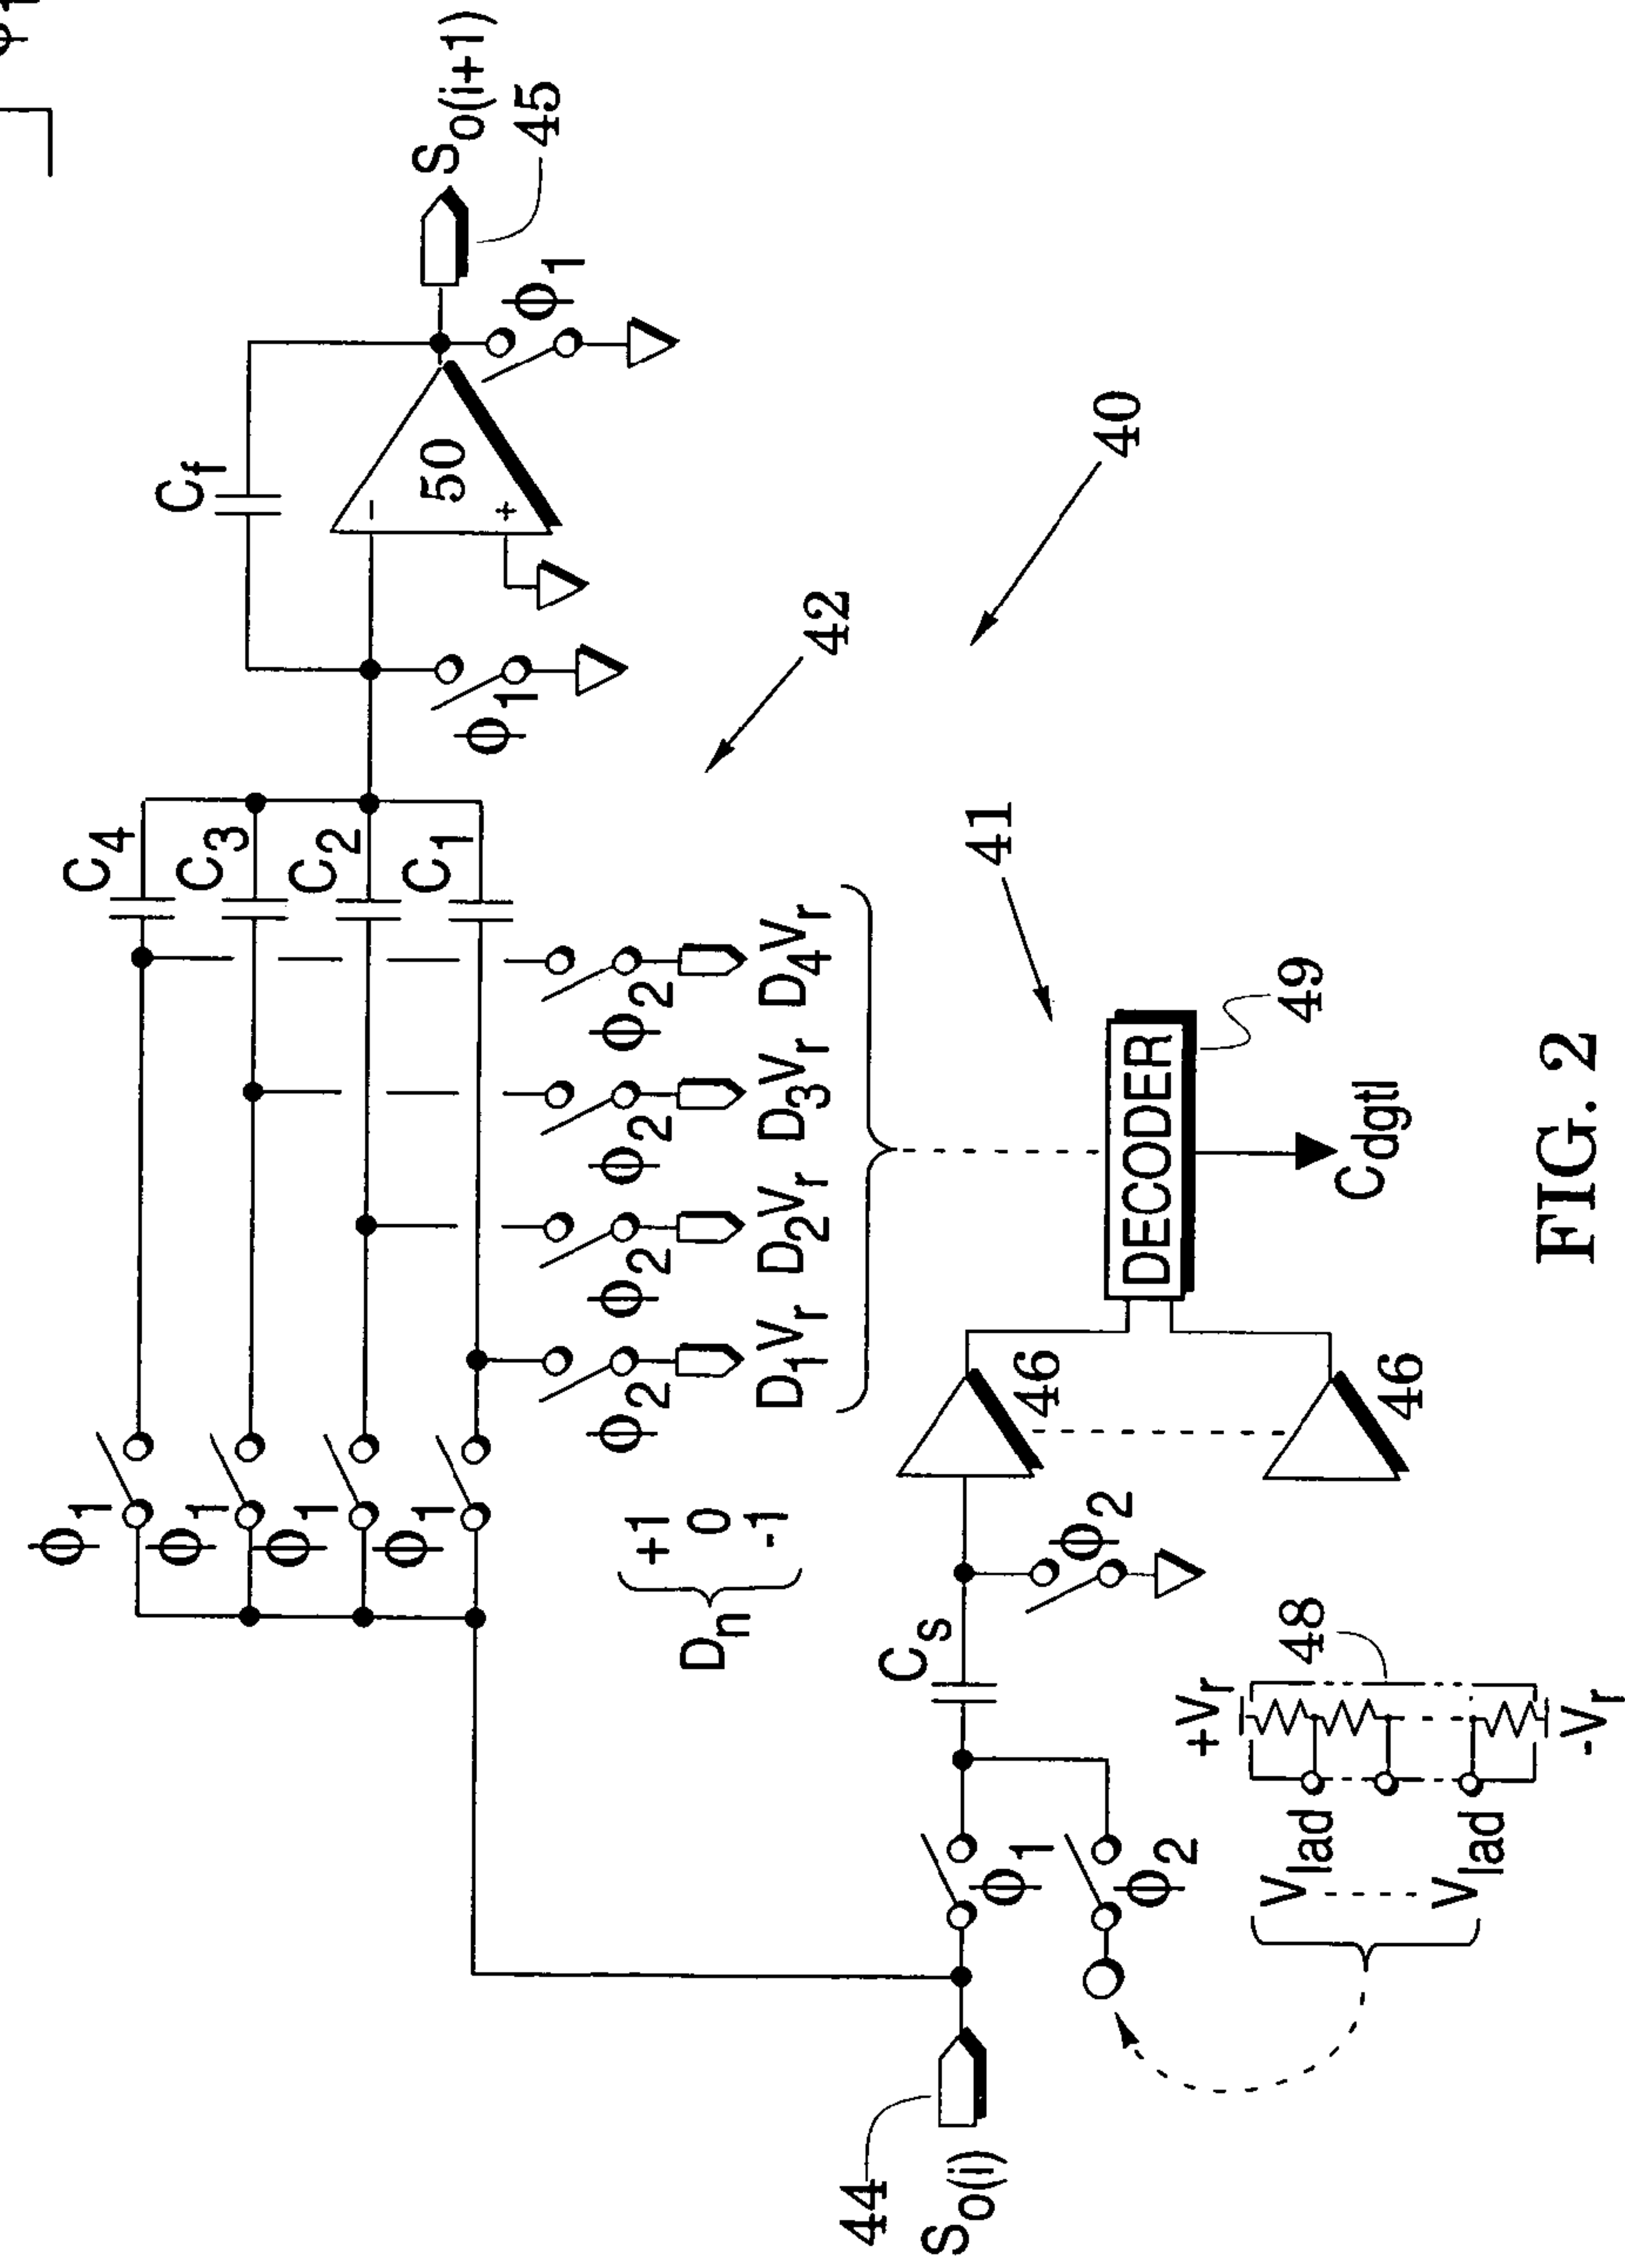 C4
C3
C2
C1
Cf
ϕ1
ϕ1
ϕ1
ϕ1
ϕ1
ϕ1
50
-
+
So(i+1)
45
ϕ2
ϕ2
ϕ2
ϕ2
D1Vr
D2Vr
D3Vr
D4Vr
42
40
Dn
+1
0
-1
41
44
So(i)
ϕ1
ϕ2
Cs
ϕ2
46
46
DECODER
49
Cdgtl
Vlad
Vlad
+Vr
48
-Vr
FIG. 2